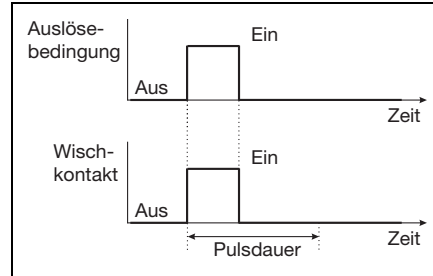 Auslöse-
bedingung
Ein
Aus
Zeit
Wisch-
kontakt
Ein
Aus
Zeit
Pulsdauer